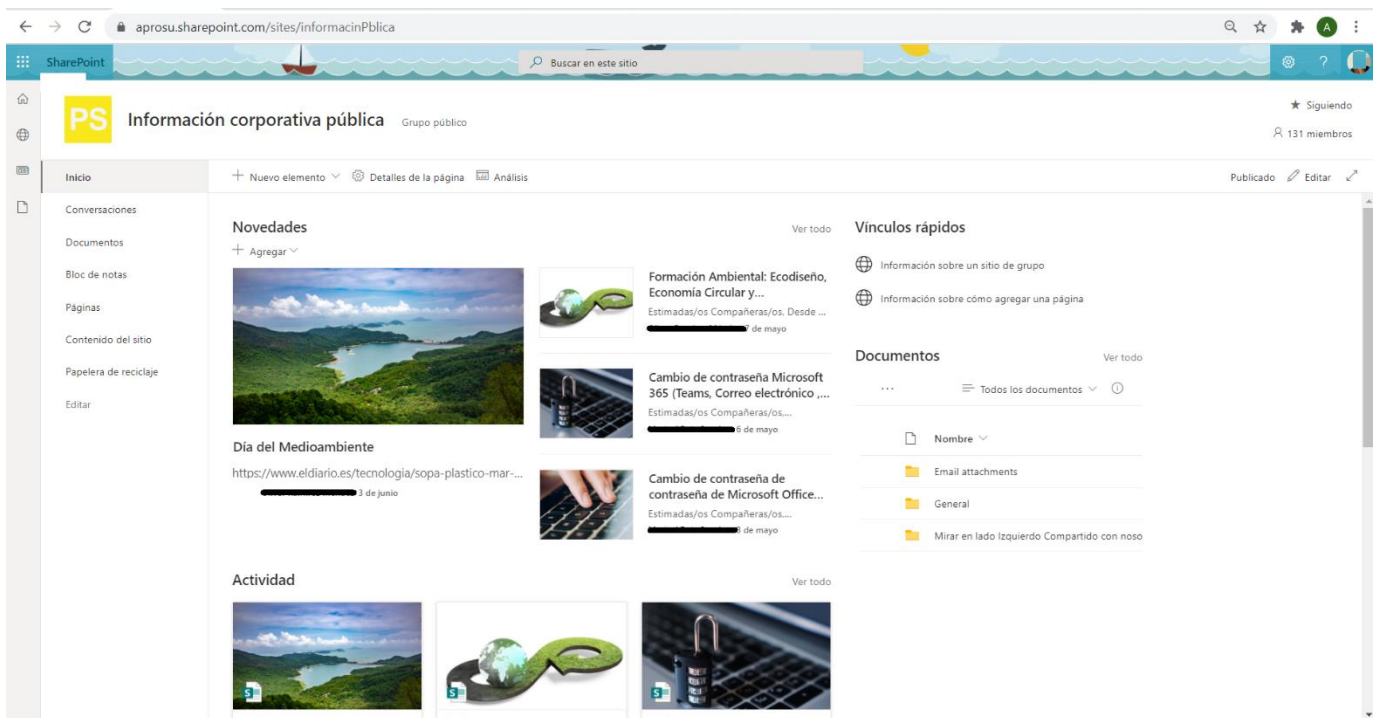 aprosu.sharepoint.com/sites/informacinPblica
A
SharePoint
Buscar en este sitio
?
PS
Información corporativa pública
Grupo público
Siguiendo
131 miembros
Inicio
Nuevo elemento
Detalles de la página
Análisis
Publicado
Editar
Conversaciones
Documentos
Bloc de notas
Páginas
Contenido del sitio
Papelera de reciclaje
Editar
Novedades
Ver todo
Agregar
Día del Medioambiente
https://www.eldiario.es/tecnologia/sopa-plastico-mar-...
3 de junio
Formación Ambiental: Ecodiseño,
Economía Circular y...
Estimadas/os Compañeras/os. Desde ...
7 de mayo
Cambio de contraseña Microsoft
365 (Teams, Correo electrónico ,...
Estimadas/os Compañeras/os,...
6 de mayo
Cambio de contraseña de
contraseña de Microsoft Office...
Estimadas/os Compañeras/os....
3 de mayo
Vínculos rápidos
Información sobre un sitio de grupo
Información sobre cómo agregar una página
Documentos
Ver todo
...
Todos los documentos
Nombre
Email attachments
General
Mirar en lado Izquierdo Compartido con noso
Actividad
Ver todo
S
S
S